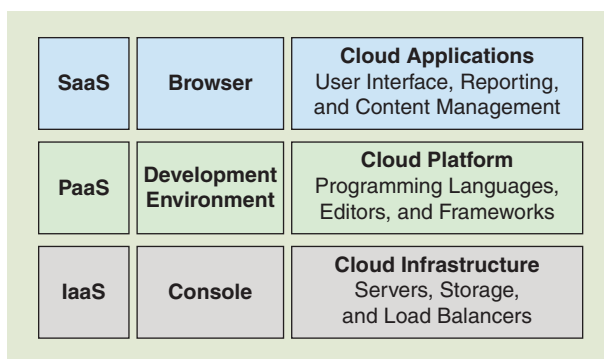 SaaS
Browser
Cloud Applications
User Interface, Reporting,
and Content Management
PaaS
Development
Environment
Cloud Platform
Programming Languages,
Editors, and Frameworks
IaaS
Console
Cloud Infrastructure
Servers, Storage,
and Load Balancers